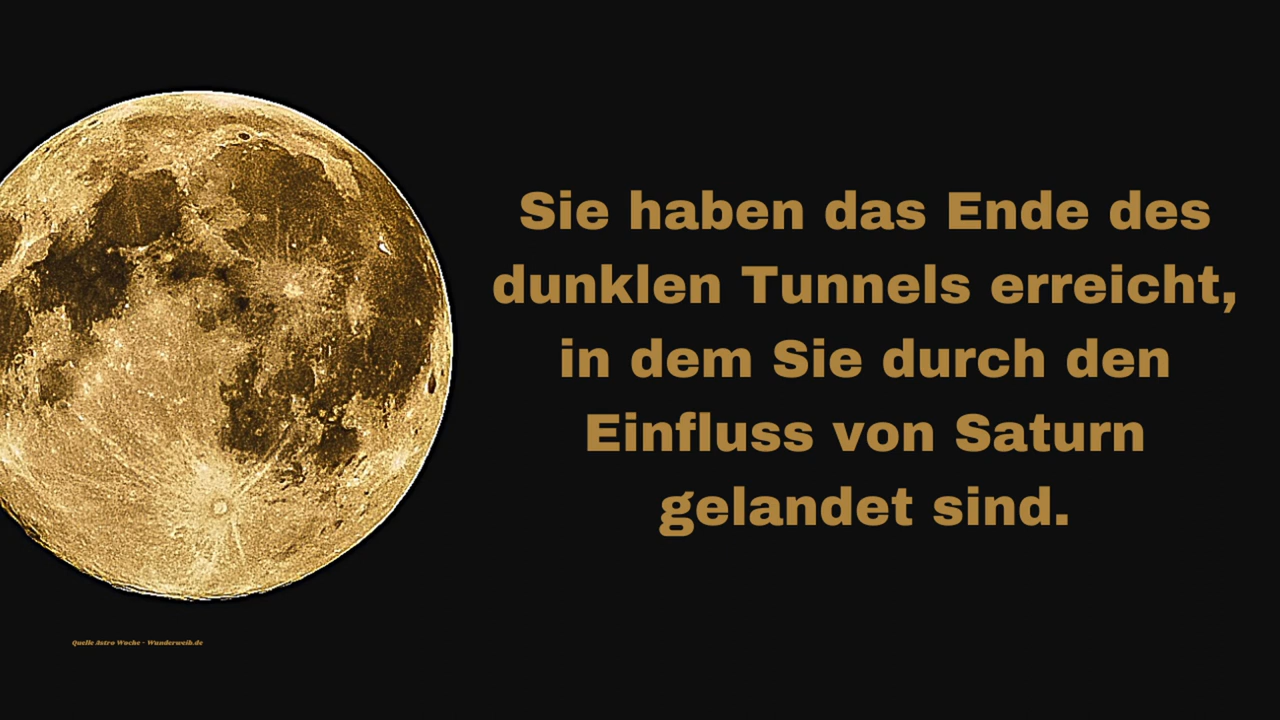 Sie haben das Ende des
dunklen Tunnels erreicht,
in dem Sie durch den
Einfluss von Saturn
gelandet sind.
Quelle Astro Woche - Wunderweib.de